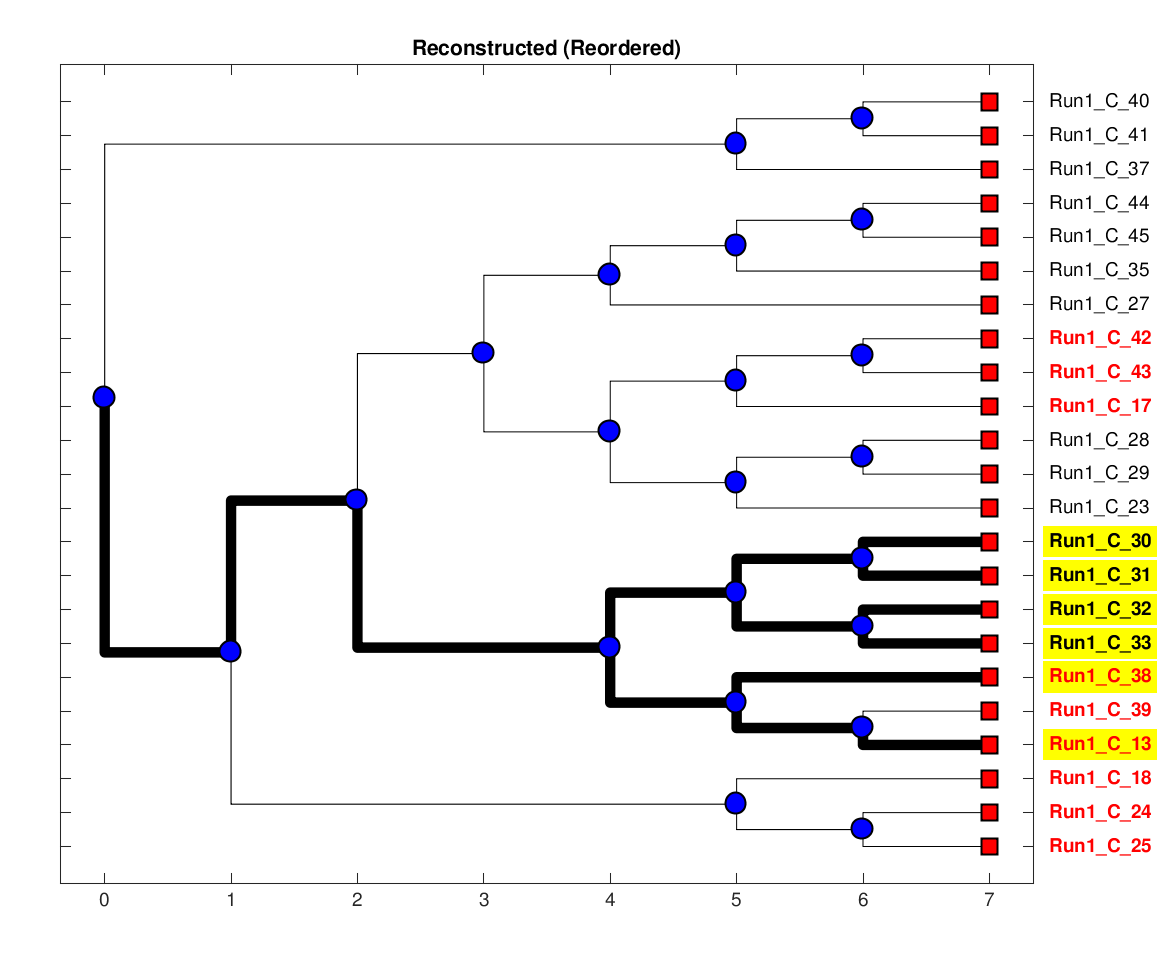 Reconstructed (Reordered)
Run1_C_40
Run1_C_41
Run1_C_37
Run1_C_44
Run1_C_45
Run1_C_35
Run1_C_27
Run1_C_42
Run1_C_43
Run1_C_17
Run1_C_28
Run1_C_29
Run1_C_23
Run1_C_30
Run1_C_31
Run1_C_32
Run1_C_33
Run1_C_38
Run1_C_39
Run1_C_13
Run1_C_18
Run1_C_24
Run1_C_25
0 1 2 3 4 5 6 7